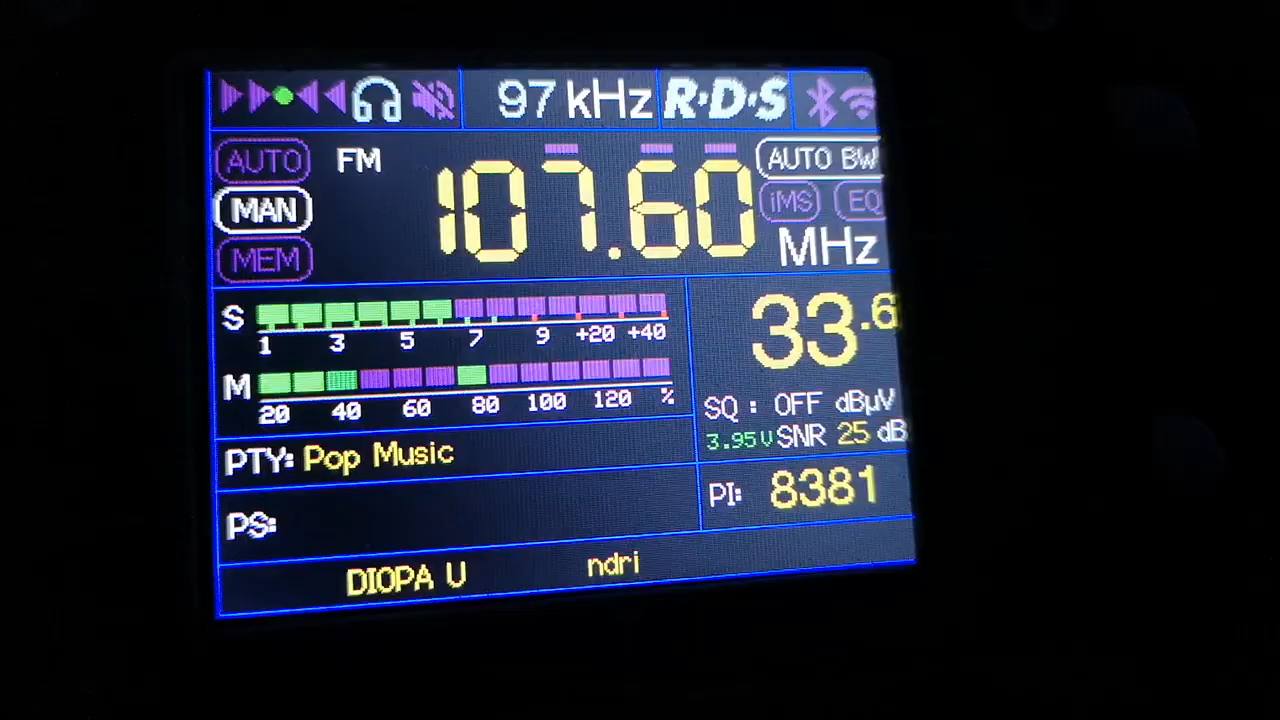 97 kHz R·D·S
AUTO FM AUTO BW
MAN 107.60 iMS EQ
MEM MHz
S 1 3 5 7 9 +20 +40
33.6
M 20 40 60 80 100 120 %
SQ : OFF dBµV
3.95V SNR 25 dB
PTY: Pop Music
PI: 8381
PS:
DIOPA U ndri